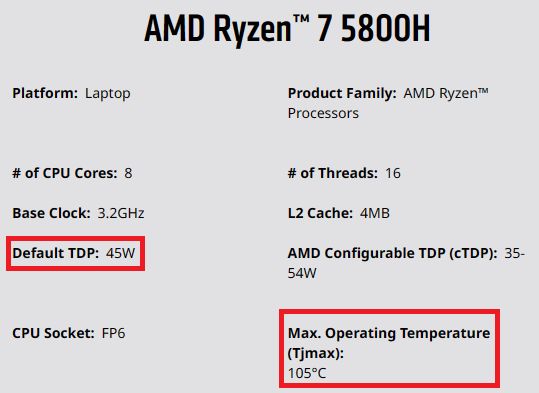 AMD Ryzen™ 7 5800H
Platform: Laptop
Product Family: AMD Ryzen™
Processors
# of CPU Cores: 8
# of Threads: 16
Base Clock: 3.2GHz
L2 Cache: 4MB
Default TDP: 45W
AMD Configurable TDP (cTDP): 35-
54W
CPU Socket: FP6
Max. Operating Temperature
(Tjmax):
105°C